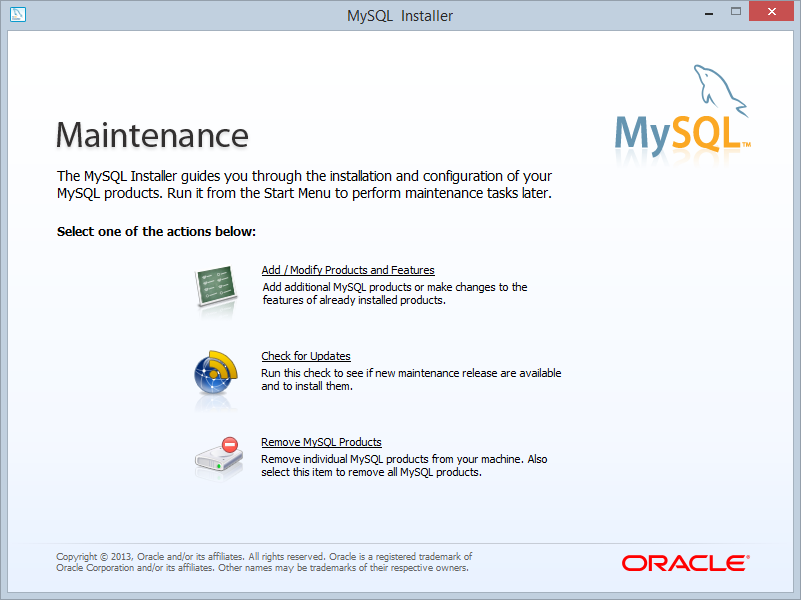 MySQL Installer
MySQL™
Maintenance
The MySQL Installer guides you through the installation and configuration of your
MySQL products. Run it from the Start Menu to perform maintenance tasks later.
Select one of the actions below:
Add / Modify Products and Features
Add additional MySQL products or make changes to the
features of already installed products.
Check for Updates
Run this check to see if new maintenance release are available
and to install them.
Remove MySQL Products
Remove individual MySQL products from your machine. Also
select this item to remove all MySQL products.
Copyright © 2013, Oracle and/or its affiliates. All rights reserved. Oracle is a registered trademark of
Oracle Corporation and/or its affiliates. Other names may be trademarks of their respective owners.
ORACLE®